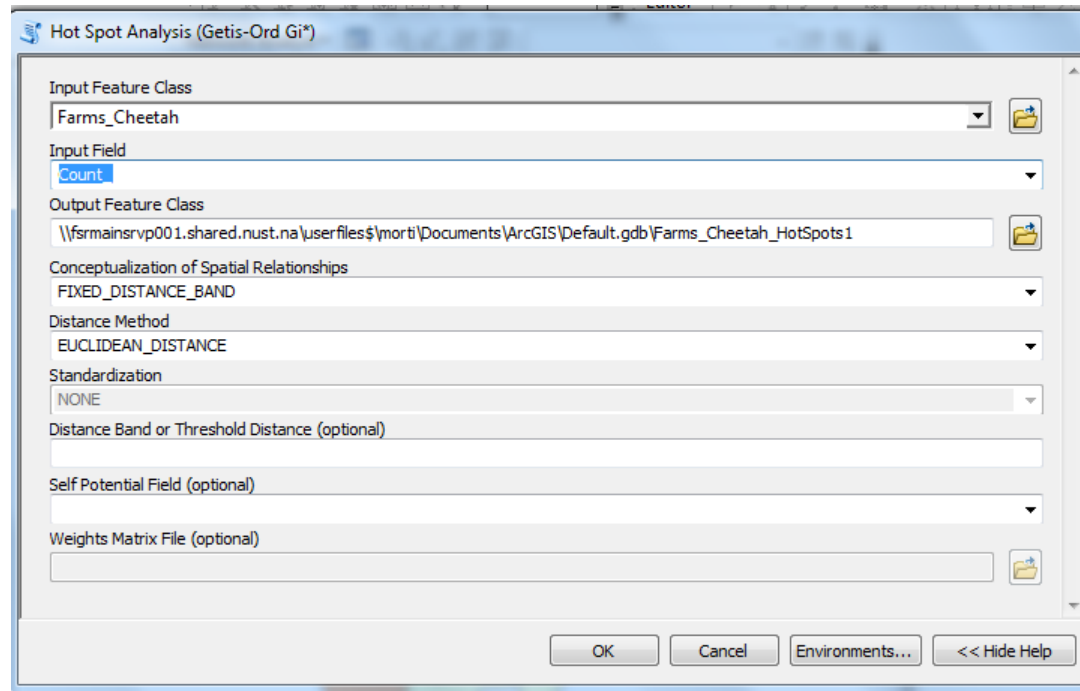 Editor
Hot Spot Analysis (Getis-Ord Gi*)
Input Feature Class
Farms_Cheetah
Input Field
Count_
Output Feature Class
\\fsrmainsrvp001.shared.nust.na\userfiles$\morti\Documents\ArcGIS\Default.gdb\Farms_Cheetah_HotSpots1
Conceptualization of Spatial Relationships
FIXED_DISTANCE_BAND
Distance Method
EUCLIDEAN_DISTANCE
Standardization
NONE
Distance Band or Threshold Distance (optional)
Self Potential Field (optional)
Weights Matrix File (optional)
OK Cancel Environments... << Hide Help